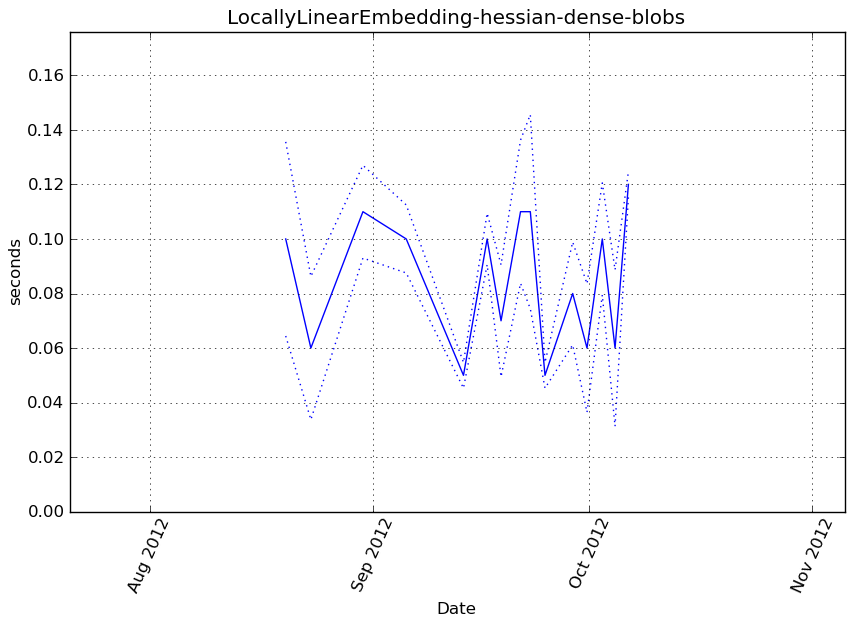 LocallyLinearEmbedding-hessian-dense-blobs
0.16
0.14
0.12
0.10
0.08
0.06
0.04
0.02
0.00
seconds
Aug 2012
Sep 2012
Oct 2012
Nov 2012
Date